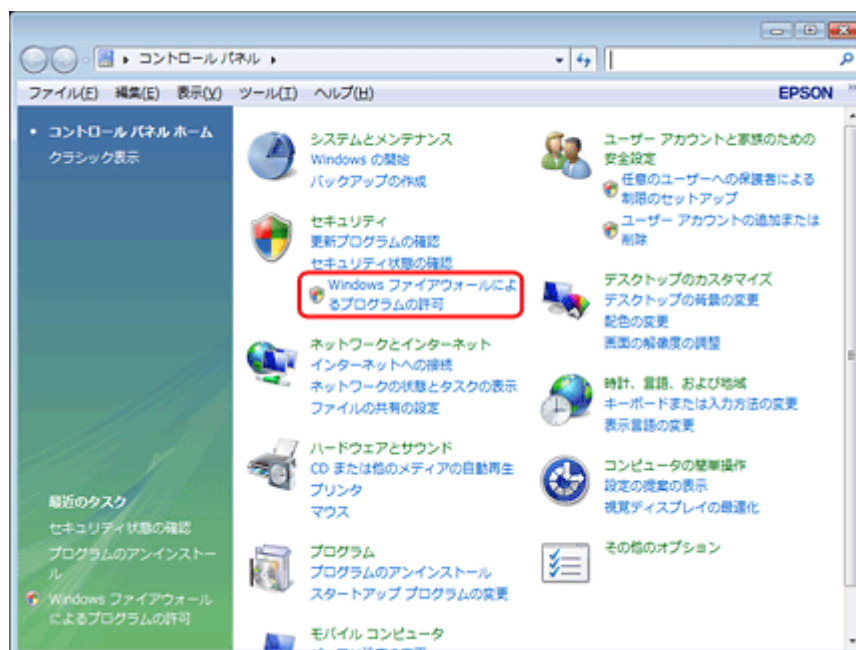 コントロール パネル
ファイル(E) 編集(E) 表示(V) ツール(T) ヘルプ(H)
EPSON
コントロール パネル ホーム
クラシック表示
システムとメンテナンス
Windows の開始
バックアップの作成
セキュリティ
更新プログラムの確認
セキュリティ状態の確認
Windows ファイアウォールによ
るプログラムの許可
ネットワークとインターネット
インターネットへの接続
ネットワークの状態とタスクの表示
ファイルの共有の設定
ハードウェアとサウンド
CD または他のメディアの自動再生
プリンタ
マウス
プログラム
プログラムのアンインストール
スタートアップ プログラムの変更
モバイル コンピュータ
ユーザー アカウントと家族のための
安全設定
任意のユーザーへの保護者による
制限のセットアップ
ユーザー アカウントの追加または
削除
デスクトップのカスタマイズ
デスクトップの背景の変更
配色の変更
画面の解像度の調整
時計、言語、および地域
キーボードまたは入力方法の変更
表示言語の変更
コンピュータの簡単操作
設定の提案の表示
視覚ディスプレイの最適化
その他のオプション
最近のタスク
セキュリティ状態の確認
プログラムのアンインストー
ル
Windows ファイアウォール
によるプログラムの許可